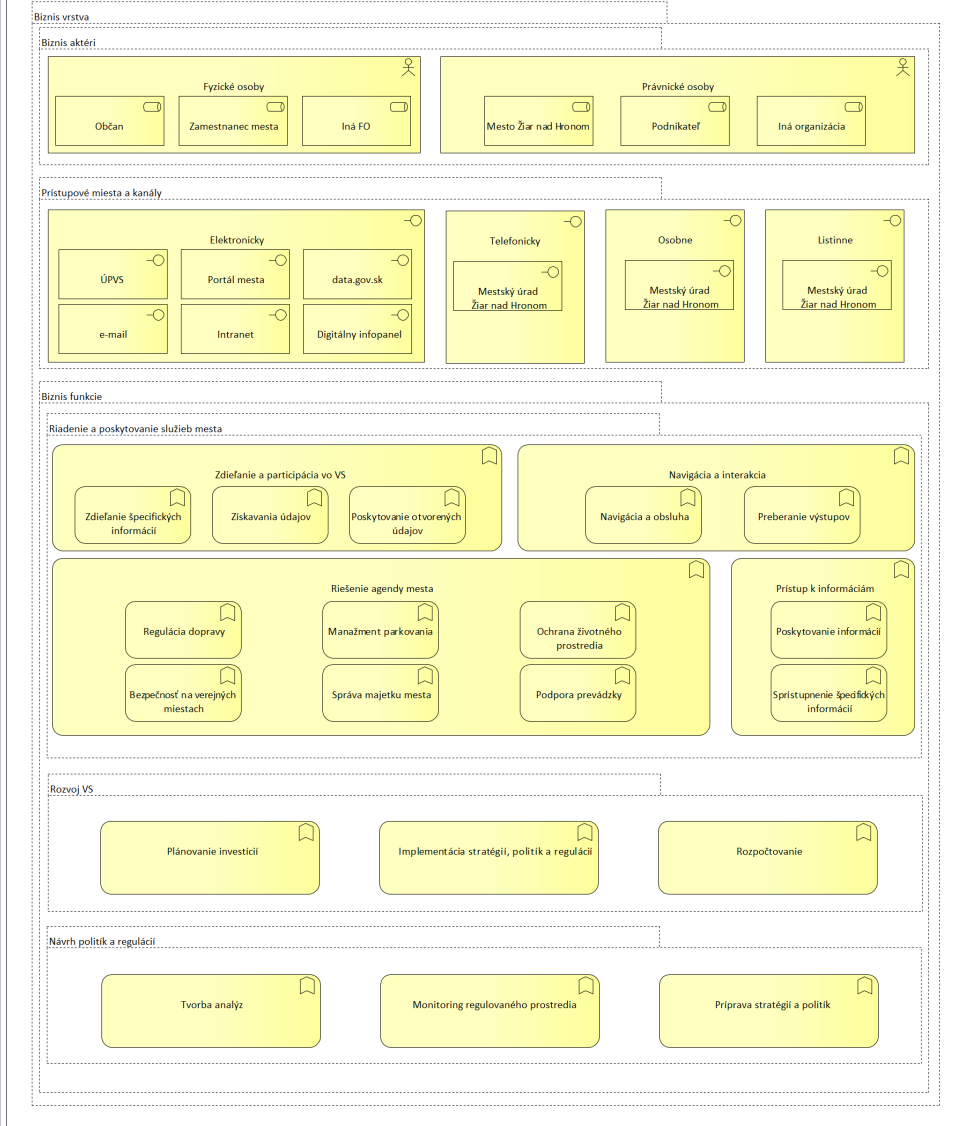 Biznis vrstva
Biznis aktéri
Fyzické osoby
Právnické osoby
Občan
Zamestnanec mesta
Iná FO
Mesto Žiar nad Hronom
Podnikateľ
Iná organizácia
Prístupové miesta a kanály
Elektronicky
Telefonicky
Osobne
Listinne
ÚPVS
Portál mesta
data.gov.sk
Mestský úrad
Žiar nad Hronom
Mestský úrad
Žiar nad Hronom
Mestský úrad
Žiar nad Hronom
e-mail
Intranet
Digitálny infopanel
Biznis funkcie
Riadenie a poskytovanie služieb mesta
Zdieľanie a participácia vo VS
Navigácia a interakcia
Zdieľanie špecifických
informácií
Získavania údajov
Poskytovanie otvorených
údajov
Navigácia a obsluha
Preberanie výstupov
Riešenie agendy mesta
Prístup k informáciám
Regulácia dopravy
Manažment parkovania
Ochrana životného
prostredia
Poskytovanie informácií
Bezpečnosť na verejných
miestach
Správa majetku mesta
Podpora prevádzky
Sprístupnenie špecifických
informácií
Rozvoj VS
Plánovanie investícií
Implementácia stratégií, politík a regulácií
Rozpočtovanie
Návrh politík a regulácií
Tvorba analýz
Monitoring regulovaného prostredia
Príprava stratégií a politík